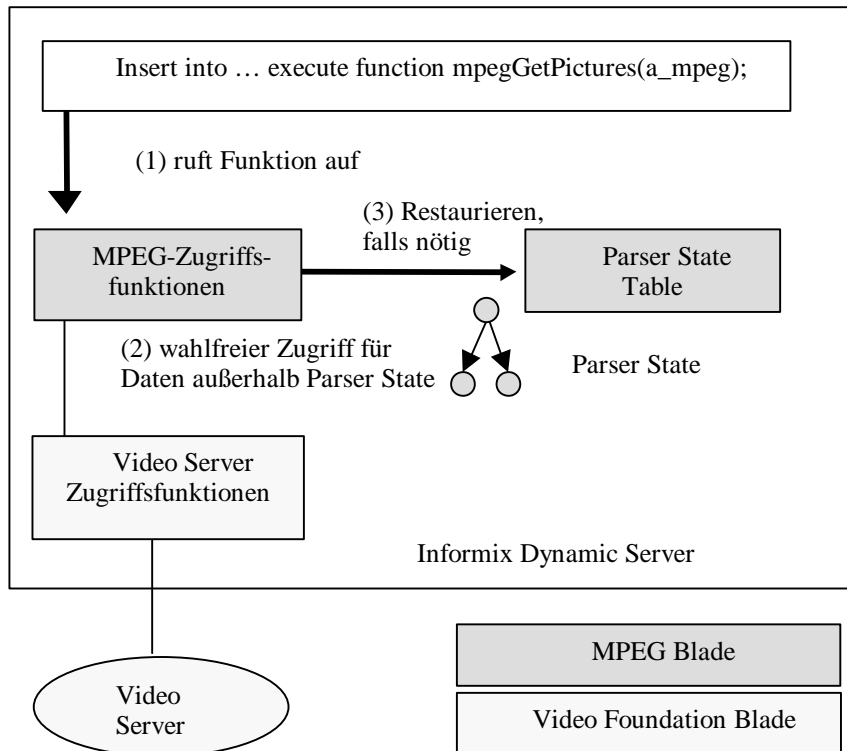 Insert into … execute function mpegGetPictures(a_mpeg);
(1) ruft Funktion auf
(3) Restaurieren,
falls nötig
MPEG-Zugriffs-
funktionen
Parser State
Table
(2) wahlfreier Zugriff für
Daten außerhalb Parser State
Parser State
Video Server
Zugriffsfunktionen
Informix Dynamic Server
Video
Server
MPEG Blade
Video Foundation Blade